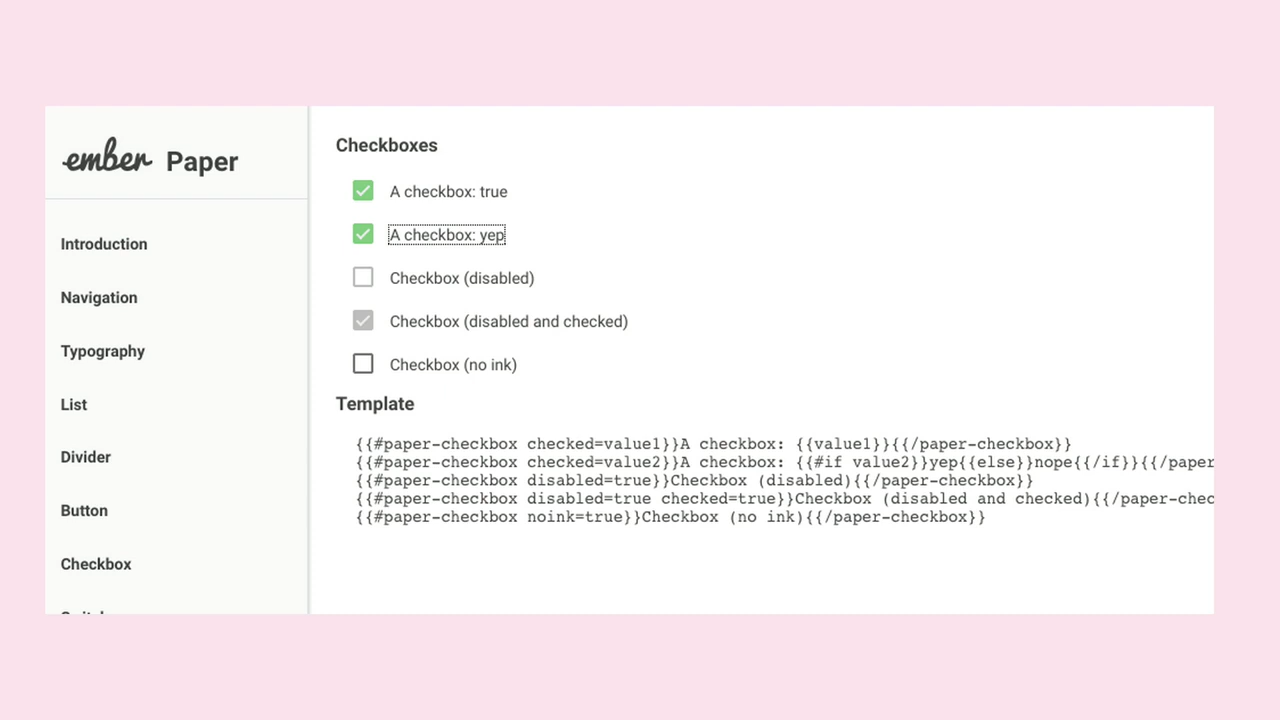 ember Paper
Introduction
Navigation
Typography
List
Divider
Button
Checkbox
Checkboxes
A checkbox: true
A checkbox: yep
Checkbox (disabled)
Checkbox (disabled and checked)
Checkbox (no ink)
Template
{{#paper-checkbox checked=value1}}A checkbox: {{value1}}{{/paper-checkbox}}
{{#paper-checkbox checked=value2}}A checkbox: {{#if value2}}yep{{else}}nope{{/if}}{{/paper
{{#paper-checkbox disabled=true}}Checkbox (disabled){{/paper-checkbox}}
{{#paper-checkbox disabled=true checked=true}}Checkbox (disabled and checked){{/paper-chec
{{#paper-checkbox noink=true}}Checkbox (no ink){{/paper-checkbox}}